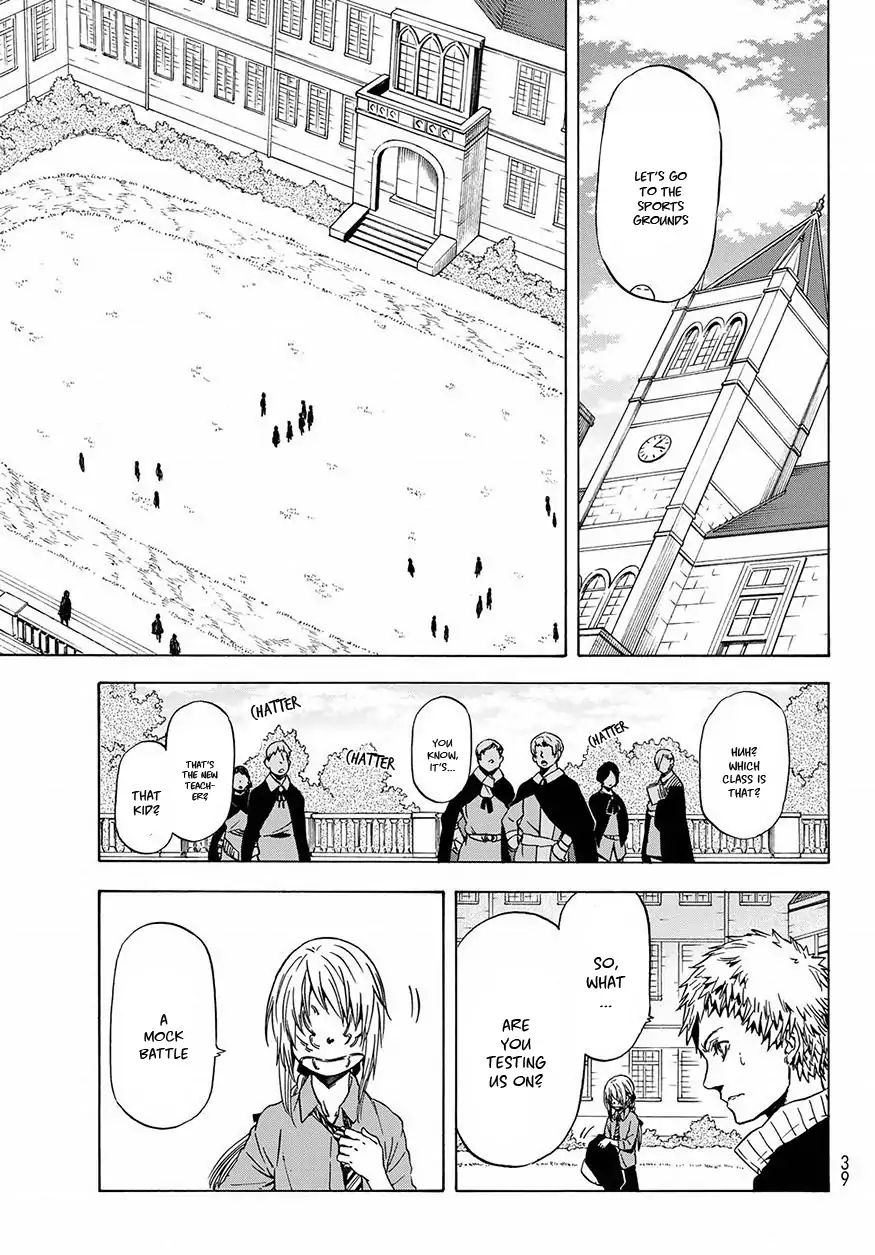 LET'S GO
TO THE
SPORTS
GROUNDS
HUH?
WHICH
CLASS IS
THAT?
CHATTER
YOU
KNOW,
IT'S...
CHATTER
CHATTER
THAT'S
THE NEW
TEACH-
ER?
THAT
KID?
SO,
WHAT
...
ARE
YOU
TESTING
US ON?
A
MOCK
BATTLE
39